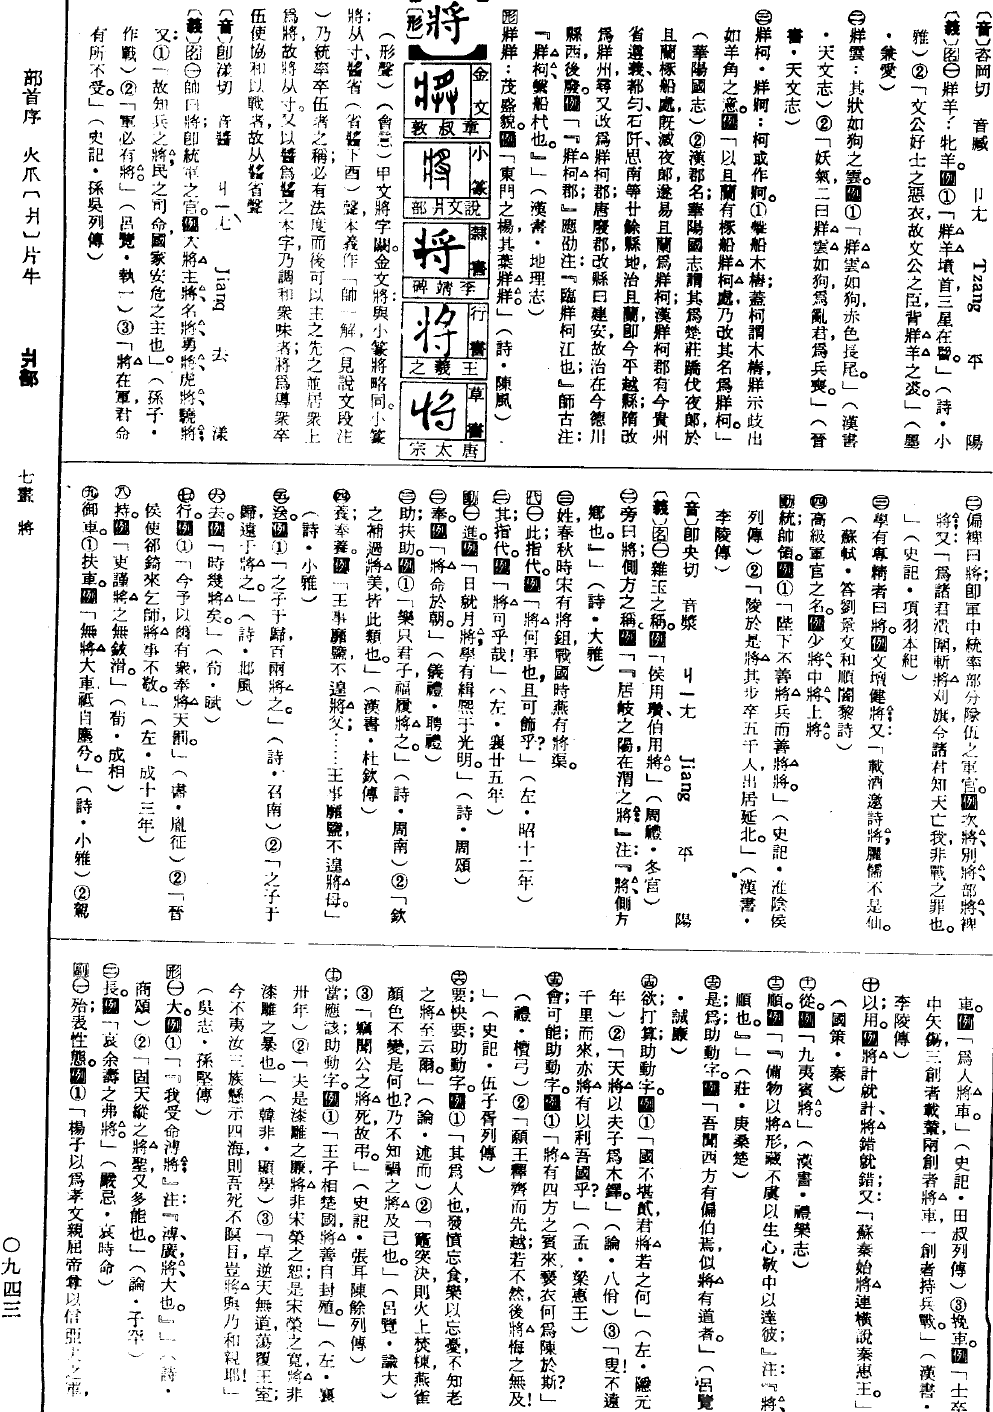 〔音〕咨岡切　音臧　ㄗㄤ　Tzang　平　陽
〔義〕名㊀牂羊：牝羊。例①「牂羊墳首三星在罶。」（詩・小
雅）②「文公好士之惡衣故文公之臣皆牂羊之裘。」（墨
・兼愛）
㊁牂雲：其狀如狗之雲。例①「牂雲如狗，赤色長尾。」（漢書
・天文志）②「妖氣二曰牂雲如狗爲亂君爲兵喪。」（晉
書・天文志）
㊂牂柯・牂牁：柯或作牁。①繫船木樁；蓋柯謂木樁牂示歧出
如羊角之意。例「以且蘭有椓船牂柯處，乃改其名爲牂柯。」
（華陽國志）②漢郡名；華陽國志謂其爲楚莊蹻伐夜郎於
且蘭椓船處，旣滅夜郎遂易且蘭爲牂柯；漢牂柯郡有今貴州
省遵義都勻石阡思南等廿餘縣地，治且蘭卽今平越縣；隋改
爲牂州尋又改爲牂柯郡；唐廢郡改縣曰建安，故治在今德川
縣西後廢。例「『牂柯郡』應劭注：『臨牂柯江也』；師古注：
『牂柯繫船杙也。』」（漢書・地理志）
形牂牂：茂盛貌。例「東門之楊其葉牂牂。」（詩・陳風）
將
〔形〕
金文　敦叔章
小篆　部爿文說
隸書　碑靖李
行書　之羲王
草書　宗太唐
（形聲）（會意）甲文將字闕。金文將與小篆將略同。小篆
將从寸，醬省（省醬下酉）聲，本義作「帥」解（見說文段注
）乃統率卒伍者之稱，必有法度而後可以主之先之並居衆上
爲將，故將从寸。又以醬爲醬之本字，乃調和衆味者；將爲導衆卒
伍使協和以戰者，故从醬省聲。
〔音〕卽漾切　音醬　ㄐㄧㄤˋ　Jiang　去　漾
〔義〕名㊀帥曰將，卽統軍之官。例大將、主將、名將、勇將、虎將、驍將；
又：①「故知兵之將，民之司命，國家安危之主也。」（孫子・
作戰）②「軍必有將」（呂覽・執一）③「將在軍，君命
有所不受」（史記・孫吳列傳）
㊁偏裨曰將，卽軍中統率部分隊伍之軍官。例次將、別將、部將、裨
將；又「爲諸君潰圍斬將刈旗，令諸君知天亡我，非戰之罪也。
」（史記・項羽本紀）
㊂學有專精者曰將。例文壇健將；又「載酒邀詩將，臞儒不是仙。
（蘇軾・答劉景文和順闍黎詩）
㊃高級軍官之名。例少將、中將、上將。
動統帥領。例①「陛下不善將兵而善將將。」（史記・淮陰侯
列傳）②「陵於是將其步卒五千人出居延北。」（漢書・
李陵傳）
〔音〕卽央切　音漿　ㄐㄧㄤ　Jiang　平　陽
〔義〕名㊀雜玉之稱。例「侯用瓚，伯用將。」（周禮・冬官）
㊁旁曰將，側方之稱。例「『居岐之陽在渭之將』注：『將側方
鄉也。』」（詩・大雅）
㊂姓，春秋時宋有將鉏，戰國時燕有將渠。
代㊀此；指代。例「將何事也，且可飾乎？」（左・昭十二年）
㊁其；指代。例「將可乎哉！」（左・襄廿五年）
動㊀進。例「日就月將，學有緝熙于光明。」（詩・周頌）
㊁奉。例「將命於朝。」（儀禮・聘禮）
㊂助；扶助。例①「樂只君子福履將之。」（詩・周南）②「欽
之補過將美皆此類也。」（漢書・杜欽傳）
㊃養；奉養。例「王事靡盬，不遑將父……王事靡盬，不遑將母。」
（詩・小雅）
㊄送。例①「之子于歸百兩將之。」（詩・召南）②「之子于
歸，遠于將之。」（詩・邶風）
㊅去。例「時幾將矣。」（荀・賦）
㊆行。例①「今予以爾有衆奉將天罰。」（書・胤征）②「晉
侯使郤錡來乞師，將事不敬。」（左・成十三年）
㊇持。例「吏謹將之無鈹滑。」（荀・成相）
㊈御車。①扶車。例「無將大車，祇自塵兮。」（詩・小雅）②駕
車。例「爲人將車。」（史記・田叔列傳）③挽車。例「士卒
中矢傷，三創者載輦，兩創者將車，一創者持兵戰。」（漢書・
李陵傳）
㊉以；用。例將計就計、將錯就錯；又「蘇秦始將連橫說秦惠王。」
（國策・秦）
㊉㊀從。例「九夷賓將。」（漢書・禮樂志）
㊉㊁順。例「『備物以將形，藏不虞以生心，敬中以達彼』注：『將
順也』」（莊・庚桑楚）
㊉㊂是；爲助動字。例「吾聞西方有偏伯焉，似將有道者。」（呂覽
・誠廉）
㊉㊃欲；打算；助動字。例①「國不堪貳，君將若之何」（左・隱元
年）②「天將以夫子爲木鐸。」（論・八佾）③「叟！不遠
千里而來，亦將有以利吾國乎？」（孟・梁惠王）
㊉㊄會；可能；助動字。例①「將有四方之賓來，褻衣何爲陳於斯」
（禮・檀弓）②「願王釋齊而先越；若不然，後將悔之無及！
」（史記・伍子胥列傳）
㊉㊅要；快要；助動字。例①「其爲人也，發憤忘食，樂以忘憂，不知老
之將至云爾。」（論・述而）②「竈突決則火上焚棟，燕雀
顏色不變，是何也？乃不知禍之將及己也。」（呂覽・諭大）
③「竊聞公之將死，故弔。」（史記・張耳陳餘列傳）
㊉㊆當；應該；助動字。例①「王子相楚國，將善自封殖。」（左・襄
卅年）②「夫是漆雕之廉，將非宋榮之恕；是宋榮之寬，將非
漆雕之暴也。」（韓非・顯學）③「卓逆天無道，蕩覆王室；
今不夷汝三族懸示四海，則吾死不瞑目，豈將與乃和親耶！」
（吳志・孫堅傳）
形㊀大。例①「『我受命溥將』注：『溥，廣；將，大也。』」（詩・
商頌）②「固天縱之將聖，又多能也。」（論・子罕）
㊁長。例「哀余壽之弗將。」（嚴忌・哀時命）
副㊀殆；表性態。例①「楊子以爲孝文親屈帝尊以信亞夫之軍，
部首序　火爪冖〔爿〕片牛　爿部　七畫　將　〇九四三